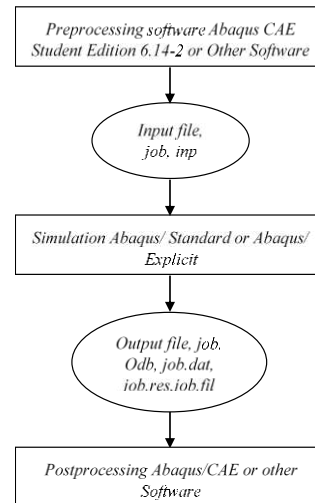 Preprocessing software Abaqus CAE
Student Edition 6.14-2 or Other Software
Input file,
job, inp
Simulation Abaqus/ Standard or Abaqus/
Explicit
Output file, job.
Odb, job.dat,
iob.res.iob.fil
Postprocessing Abaqus/CAE or other
Software